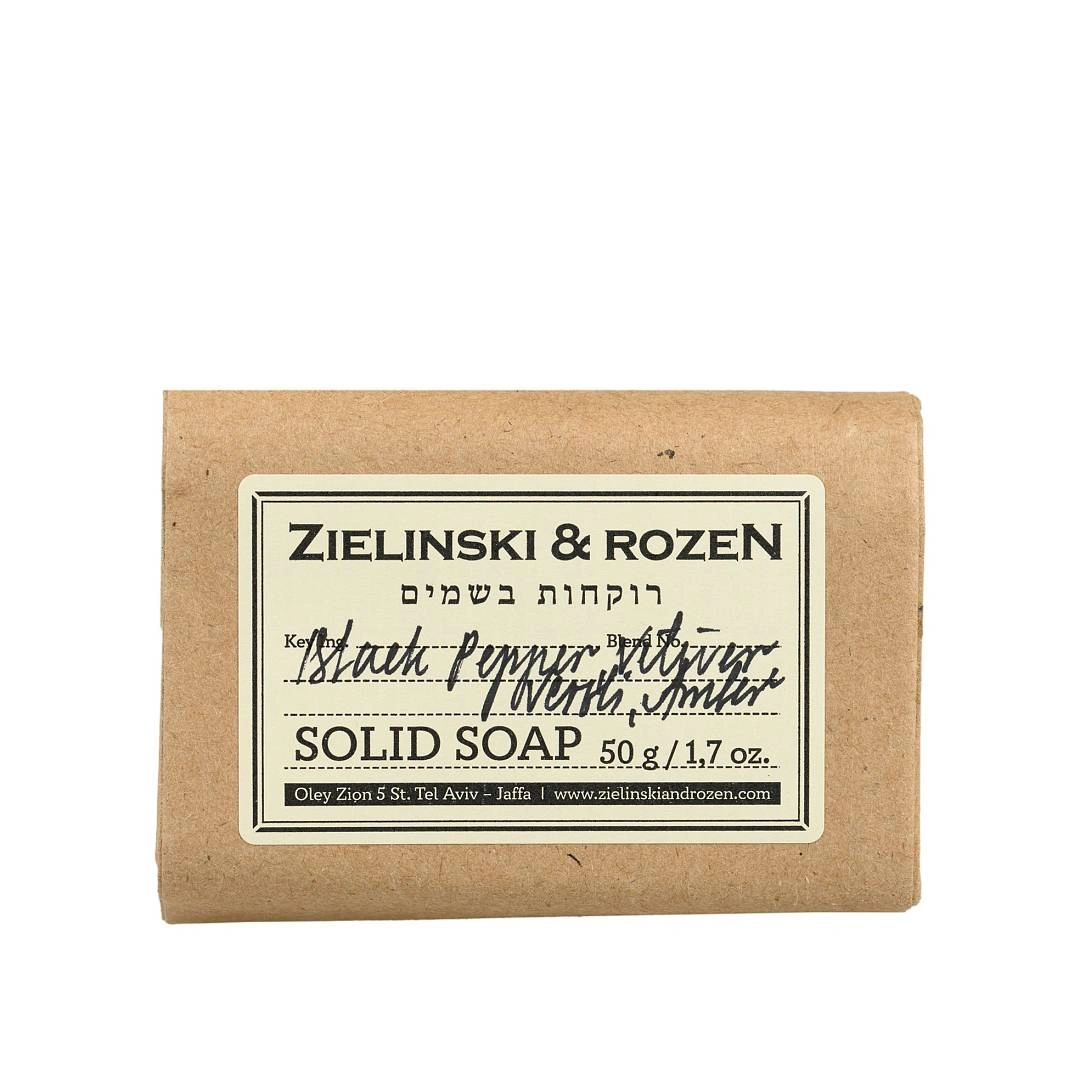 ZIELINSKI & ROZEN
רוקחות בשמים
Key Ing. Blend No.
Black Pepper, Vetiver
Neroli, Amber
SOLID SOAP 50 g / 1,7 oz.
Oley Zion 5 St. Tel Aviv – Jaffa | www.zielinskiandrozen.com